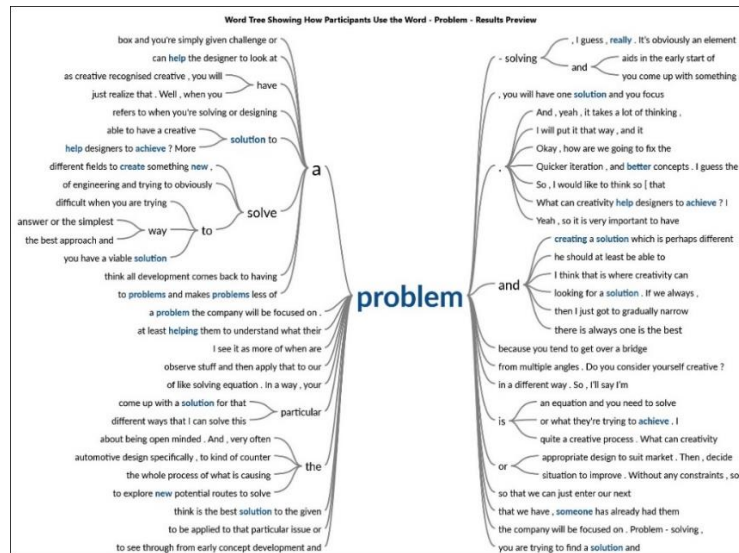 Word Tree Showing How Participants Use the Word - Problem - Results Preview
box and you're simply given challenge or
can help the designer to look at
as creative recognised creative , you will
just realize that . Well , when you
have
refers to when you're solving or designing
able to have a creative
help designers to achieve ? More
solution to
different fields to create something new ,
of engineering and trying to obviously
difficult when you are trying
answer or the simplest
the best approach and
way
you have a viable solution
to
solve
think all development comes back to having
to problems and makes problems less of
a
a problem the company will be focused on .
at least helping them to understand what their
I see it as more of when are
observe stuff and then apply that to our
of like solving equation . In a way , your
come up with a solution for that
different ways that I can solve this
particular
about being open minded . And , very often
automotive design specifically , to kind of counter
the whole process of what is causing
to explore new potential routes to solve
the
think is the best solution to the given
to be applied to that particular issue or
to see through from early concept development and
problem
- solving
, I guess , really . It's obviously an element
and
aids in the early start of
you come up with something
, you will have one solution and you focus
.
And , yeah , it takes a lot of thinking ,
I will put it that way , and it
Okay , how are we going to fix the
Quicker iteration , and better concepts . I guess the
So , I would like to think so [ that
What can creativity help designers to achieve ? I
Yeah , so it is very important to have
and
creating a solution which is perhaps different
he should at least be able to
I think that is where creativity can
looking for a solution . If we always ,
then I just got to gradually narrow
there is always one is the best
because you tend to get over a bridge
from multiple angles . Do you consider yourself creative ?
in a different way . So , I'll say I'm
is
an equation and you need to solve
or what they're trying to achieve . I
quite a creative process . What can creativity
or
appropriate design to suit market . Then , decide
situation to improve . Without any constraints , so
so that we can just enter our next
that we have , someone has already had them
the company will be focused on . Problem - solving ,
you are trying to find a solution and